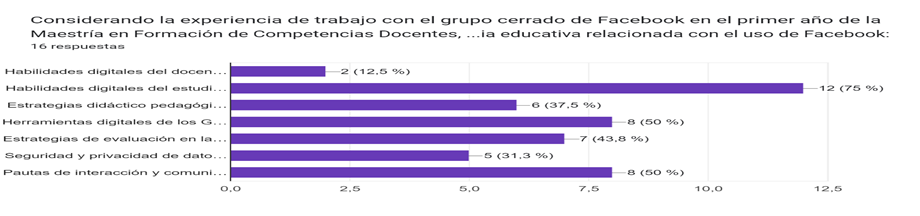 Considerando la experiencia de trabajo con el grupo cerrado de Facebook en el primer año de la
Maestría en Formación de Competencias Docentes, ...ia educativa relacionada con el uso de Facebook:
16 respuestas
Habilidades digitales del docen... 2 (12,5 %)
Habilidades digitales del estudi... 12 (75 %)
Estrategias didáctico pedagógi... 6 (37,5 %)
Herramientas digitales de los G... 8 (50 %)
Estrategias de evaluación en la... 7 (43,8 %)
Seguridad y privacidad de dato... 5 (31,3 %)
Pautas de interacción y comuni... 8 (50 %)
0,0 2,5 5,0 7,5 10,0 12,5